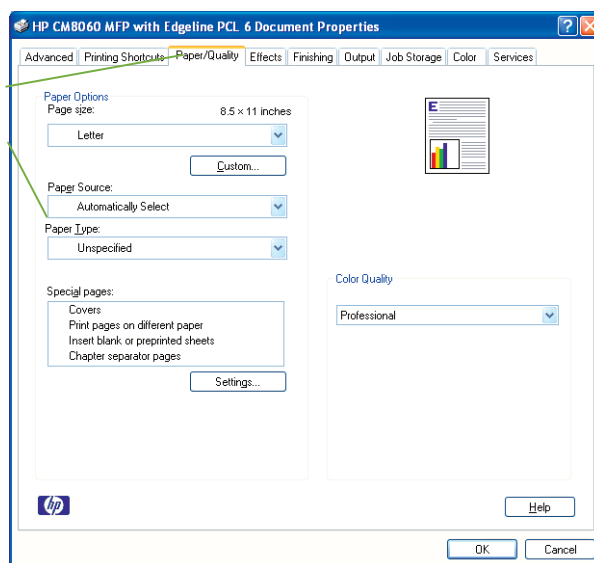 HP CM8060 MFP with Edgeline PCL 6 Document Properties
Advanced Printing Shortcuts Paper/Quality Effects Finishing Output Job Storage Color Services
Paper Options
Page size: 8.5 × 11 inches
Letter
Custom...
Paper Source:
Automatically Select
Paper Type:
Unspecified
Special pages:
Covers
Print pages on different paper
Insert blank or preprinted sheets
Chapter separator pages
Settings...
E
Color Quality
Professional
hp
Help
OK Cancel